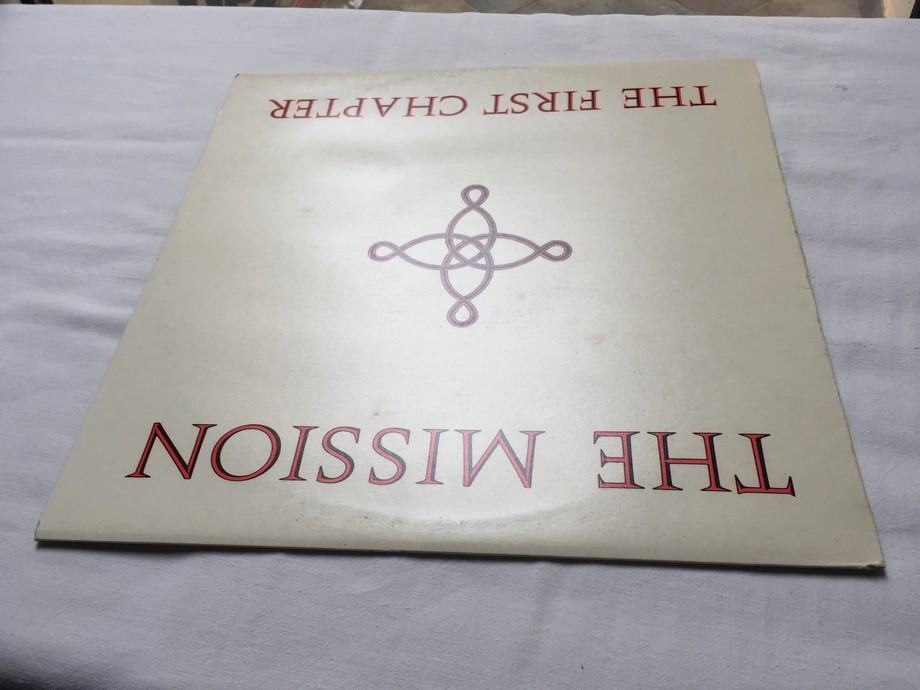 THE MISSION
THE FIRST CHAPTER